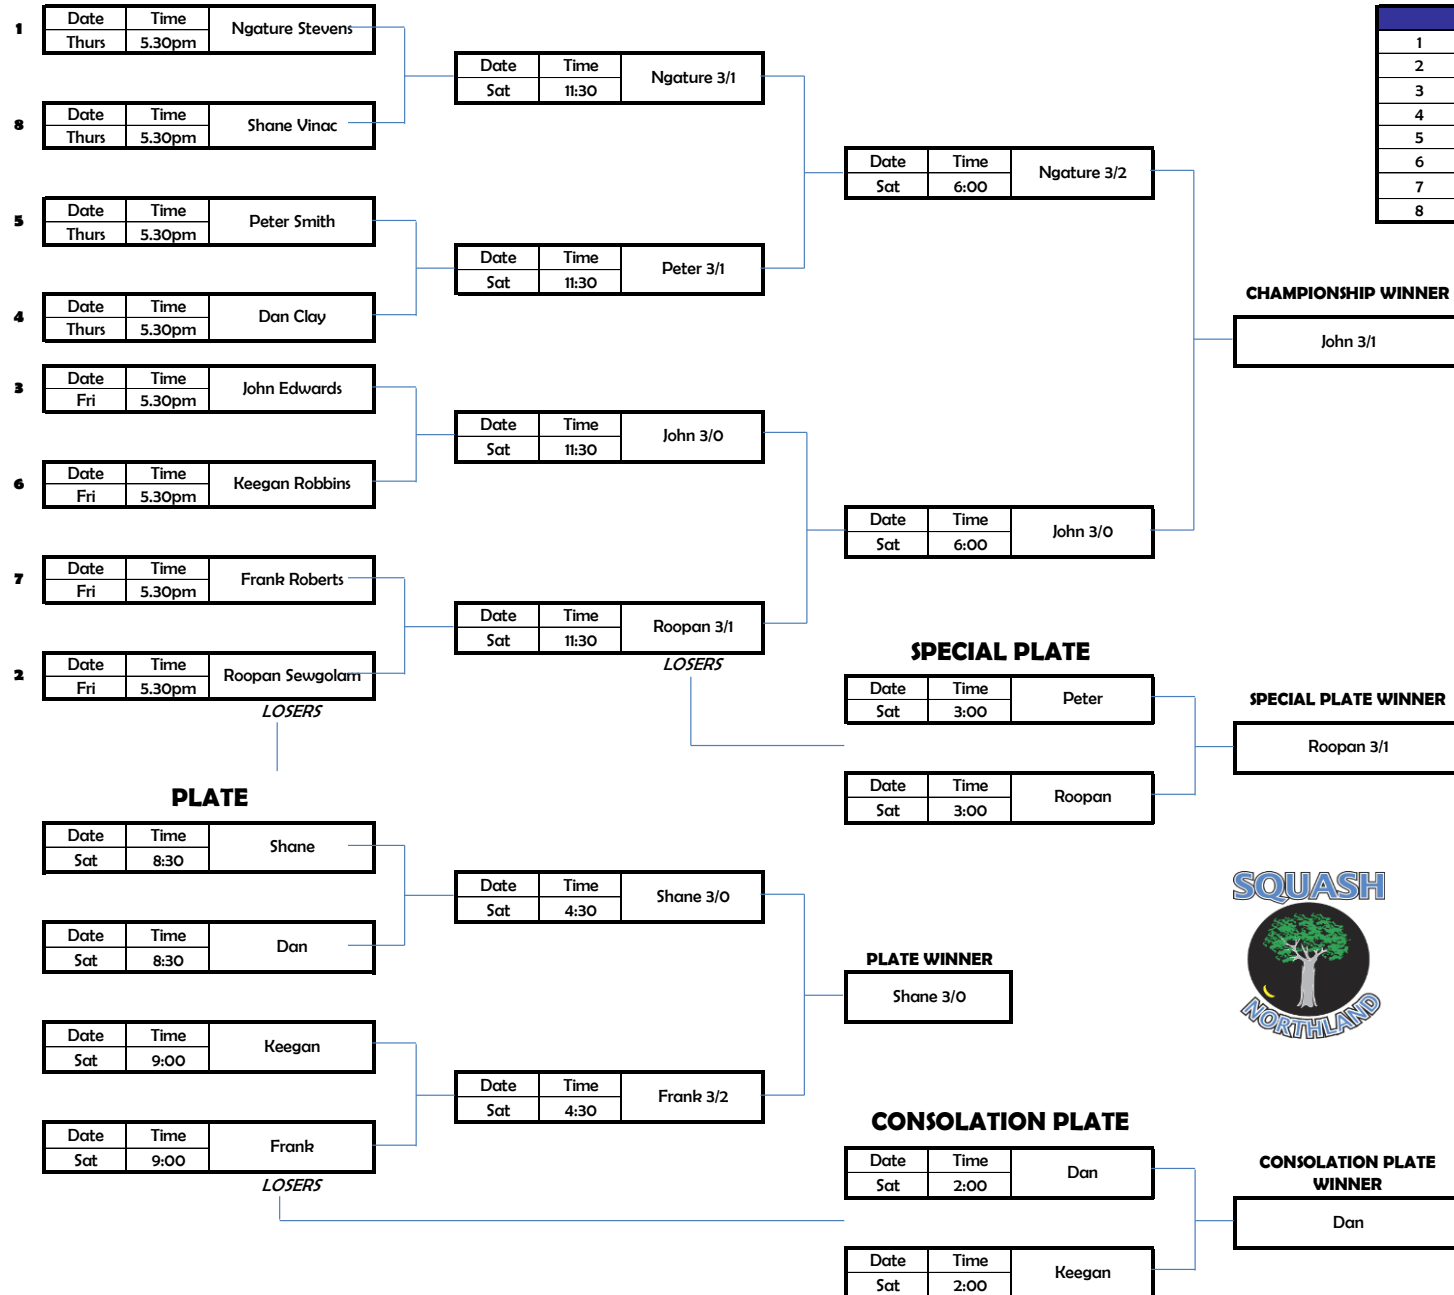 1 Date Time Ngature Stevens
Thurs 5.30pm
8 Date Time Shane Vinac
Thurs 5.30pm
5 Date Time Peter Smith
Thurs 5.30pm
4 Date Time Dan Clay
Thurs 5.30pm
3 Date Time John Edwards
Fri 5.30pm
6 Date Time Keegan Robbins
Fri 5.30pm
7 Date Time Frank Roberts
Fri 5.30pm
2 Date Time Roopan Sewgolam
Fri 5.30pm
LOSERS
Date Time Ngature 3/1
Sat 11:30
Date Time Peter 3/1
Sat 11:30
Date Time John 3/0
Sat 11:30
Date Time Roopan 3/1
Sat 11:30
LOSERS
Date Time Ngature 3/2
Sat 6:00
Date Time John 3/0
Sat 6:00
1
2
3
4
5
6
7
8
CHAMPIONSHIP WINNER
John 3/1
SPECIAL PLATE
Date Time Peter
Sat 3:00
Date Time Roopan
Sat 3:00
SPECIAL PLATE WINNER
Roopan 3/1
PLATE
Date Time Shane
Sat 8:30
Date Time Dan
Sat 8:30
Date Time Keegan
Sat 9:00
Date Time Frank
Sat 9:00
LOSERS
Date Time Shane 3/0
Sat 4:30
Date Time Frank 3/2
Sat 4:30
PLATE WINNER
Shane 3/0
SQUASH
NORTHLAND
CONSOLATION PLATE
Date Time Dan
Sat 2:00
Date Time Keegan
Sat 2:00
CONSOLATION PLATE
WINNER
Dan